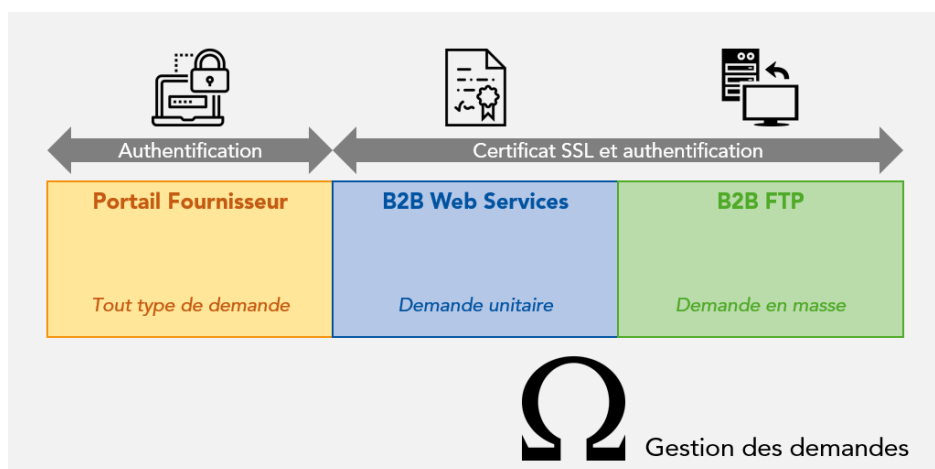 Authentification
Certificat SSL et authentification
Portail Fournisseur
B2B Web Services
B2B FTP
Tout type de demande
Demande unitaire
Demande en masse
Ω
Gestion des demandes